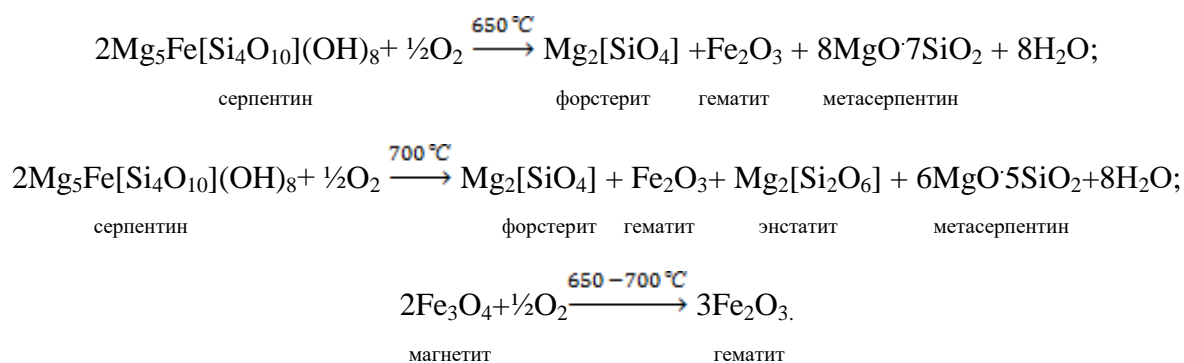 650 °C
2Mg₅Fe[Si₄O₁₀](OH)₈+ ½O₂ ⟶ Mg₂[SiO₄] +Fe₂O₃ + 8MgO·7SiO₂ + 8H₂O;
серпентин форстерит гематит метасерпентин
700 °C
2Mg₅Fe[Si₄O₁₀](OH)₈+ ½O₂ ⟶ Mg₂[SiO₄] + Fe₂O₃+ Mg₂[Si₂O₆] + 6MgO·5SiO₂+8H₂O;
серпентин форстерит гематит энстатит метасерпентин
650 −700 °C
2Fe₃O₄+½O₂ ⟶ 3Fe₂O₃.
магнетит гематит